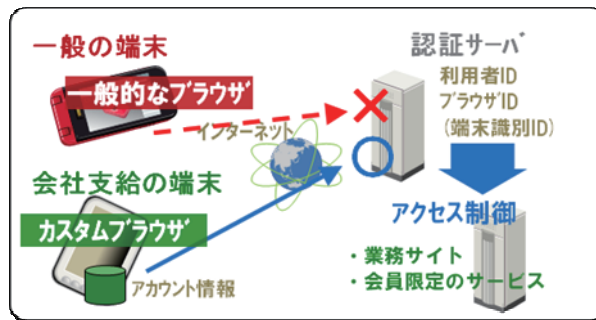 一般の端末
一般的なブラウザ
インターネット
会社支給の端末
カスタムブラウザ
アカウント情報
認証サーバ
利用者ID
ブラウザID
(端末識別ID)
アクセス制御
・業務サイト
・会員限定のサービス